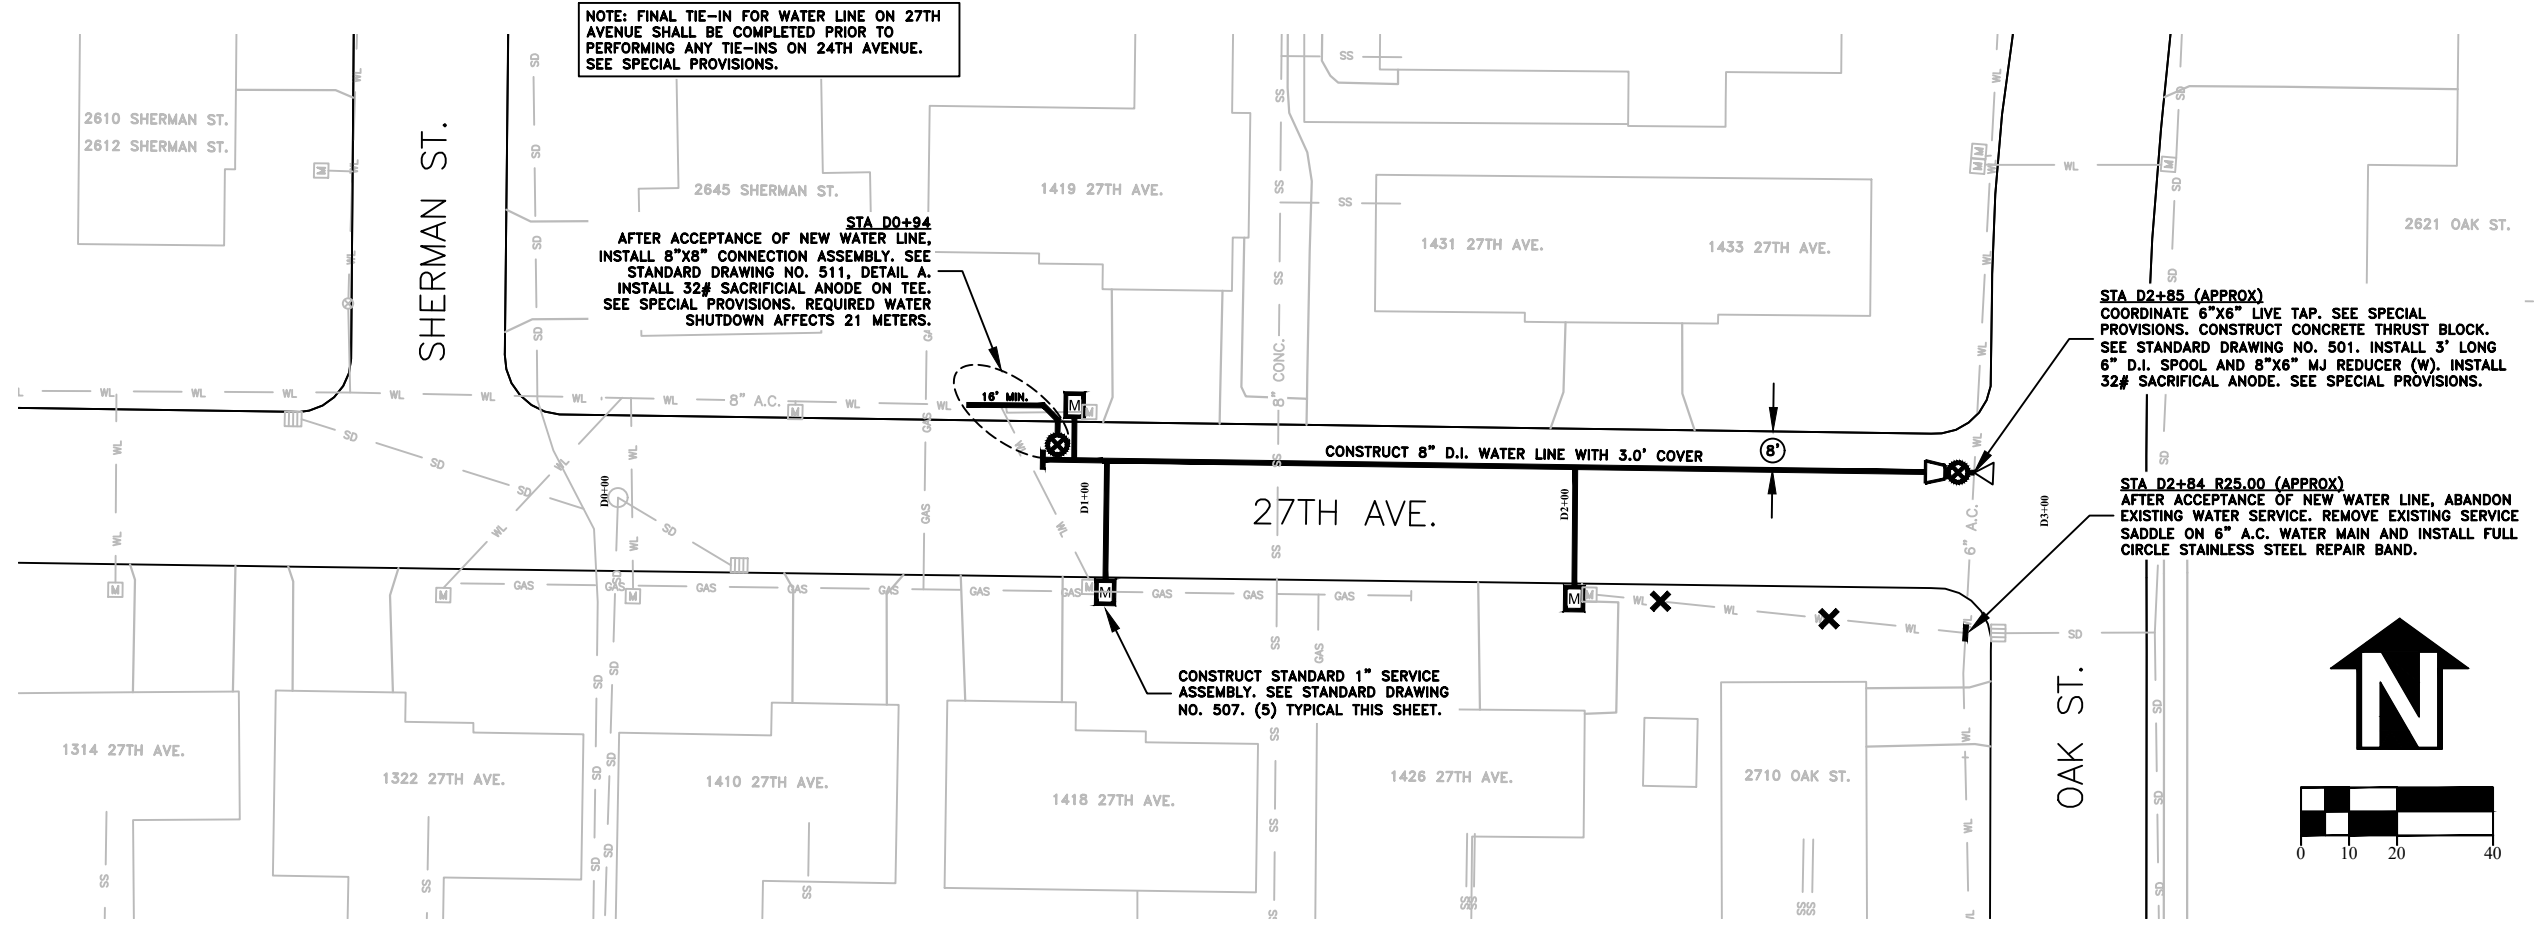 NOTE: FINAL TIE-IN FOR WATER LINE ON 27TH
AVENUE SHALL BE COMPLETED PRIOR TO
PERFORMING ANY TIE-INS ON 24TH AVENUE.
SEE SPECIAL PROVISIONS.
2610 SHERMAN ST.
2612 SHERMAN ST.
SHERMAN ST.
2645 SHERMAN ST.
1419 27TH AVE.
1431 27TH AVE.
1433 27TH AVE.
2621 OAK ST.
STA D0+94
AFTER ACCEPTANCE OF NEW WATER LINE,
INSTALL 8"X8" CONNECTION ASSEMBLY. SEE
STANDARD DRAWING NO. 511, DETAIL A.
INSTALL 32# SACRIFICIAL ANODE ON TEE.
SEE SPECIAL PROVISIONS. REQUIRED WATER
SHUTDOWN AFFECTS 21 METERS.
STA D2+85 (APPROX)
COORDINATE 6"X6" LIVE TAP. SEE SPECIAL
PROVISIONS. CONSTRUCT CONCRETE THRUST BLOCK.
SEE STANDARD DRAWING NO. 501. INSTALL 3' LONG
6" D.I. SPOOL AND 8"X6" MJ REDUCER (W). INSTALL
32# SACRIFICAL ANODE. SEE SPECIAL PROVISIONS.
8" CONC.
8" A.C.
16' MIN.
M
CONSTRUCT 8" D.I. WATER LINE WITH 3.0' COVER
8'
D0+00
D1+00
D2+00
D3+00
27TH AVE.
6" A.C.
STA D2+84 R25.00 (APPROX)
AFTER ACCEPTANCE OF NEW WATER LINE, ABANDON
EXISTING WATER SERVICE. REMOVE EXISTING SERVICE
SADDLE ON 6" A.C. WATER MAIN AND INSTALL FULL
CIRCLE STAINLESS STEEL REPAIR BAND.
WL
SD
SS
GAS
M
M
CONSTRUCT STANDARD 1" SERVICE
ASSEMBLY. SEE STANDARD DRAWING
NO. 507. (5) TYPICAL THIS SHEET.
1314 27TH AVE.
1322 27TH AVE.
1410 27TH AVE.
1418 27TH AVE.
1426 27TH AVE.
2710 OAK ST.
OAK ST.
N
0 10 20 40